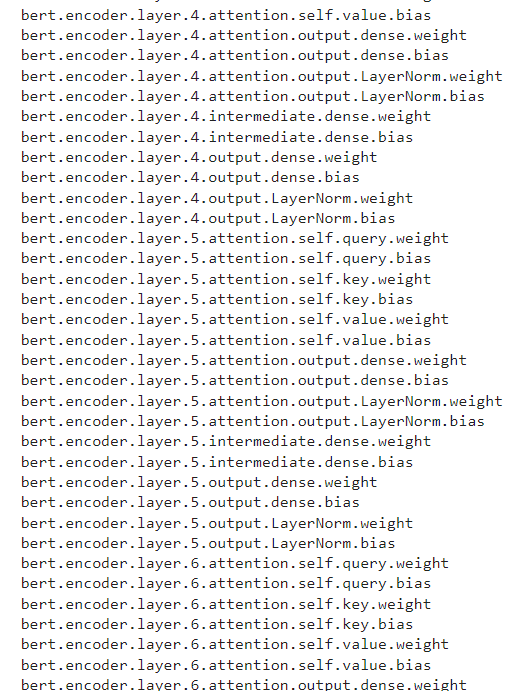 bert.encoder.layer.4.attention.self.value.bias
bert.encoder.layer.4.attention.output.dense.weight
bert.encoder.layer.4.attention.output.dense.bias
bert.encoder.layer.4.attention.output.LayerNorm.weight
bert.encoder.layer.4.attention.output.LayerNorm.bias
bert.encoder.layer.4.intermediate.dense.weight
bert.encoder.layer.4.intermediate.dense.bias
bert.encoder.layer.4.output.dense.weight
bert.encoder.layer.4.output.dense.bias
bert.encoder.layer.4.output.LayerNorm.weight
bert.encoder.layer.4.output.LayerNorm.bias
bert.encoder.layer.5.attention.self.query.weight
bert.encoder.layer.5.attention.self.query.bias
bert.encoder.layer.5.attention.self.key.weight
bert.encoder.layer.5.attention.self.key.bias
bert.encoder.layer.5.attention.self.value.weight
bert.encoder.layer.5.attention.self.value.bias
bert.encoder.layer.5.attention.output.dense.weight
bert.encoder.layer.5.attention.output.dense.bias
bert.encoder.layer.5.attention.output.LayerNorm.weight
bert.encoder.layer.5.attention.output.LayerNorm.bias
bert.encoder.layer.5.intermediate.dense.weight
bert.encoder.layer.5.intermediate.dense.bias
bert.encoder.layer.5.output.dense.weight
bert.encoder.layer.5.output.dense.bias
bert.encoder.layer.5.output.LayerNorm.weight
bert.encoder.layer.5.output.LayerNorm.bias
bert.encoder.layer.6.attention.self.query.weight
bert.encoder.layer.6.attention.self.query.bias
bert.encoder.layer.6.attention.self.key.weight
bert.encoder.layer.6.attention.self.key.bias
bert.encoder.layer.6.attention.self.value.weight
bert.encoder.layer.6.attention.self.value.bias
bert.encoder.layer.6.attention.output.dense.weight